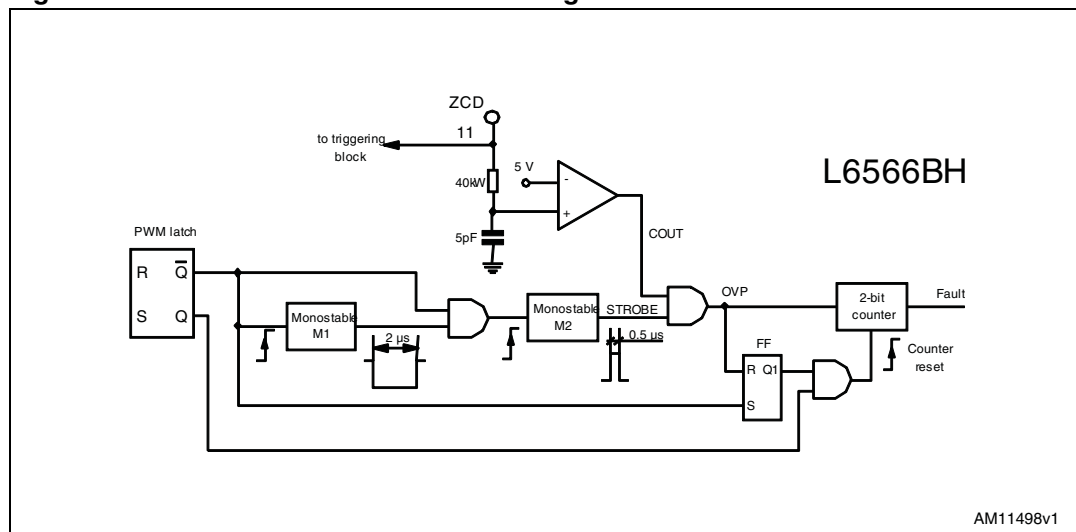 ZCD
11
to triggering
block
5 V
L6566BH
40kW
-
+
5pF
COUT
PWM latch
R Q
S Q
Monostable
M1
2 µs
Monostable
M2
STROBE
0.5 µs
OVP
2-bit
counter
Fault
Counter
reset
FF
R Q1
S
AM11498v1